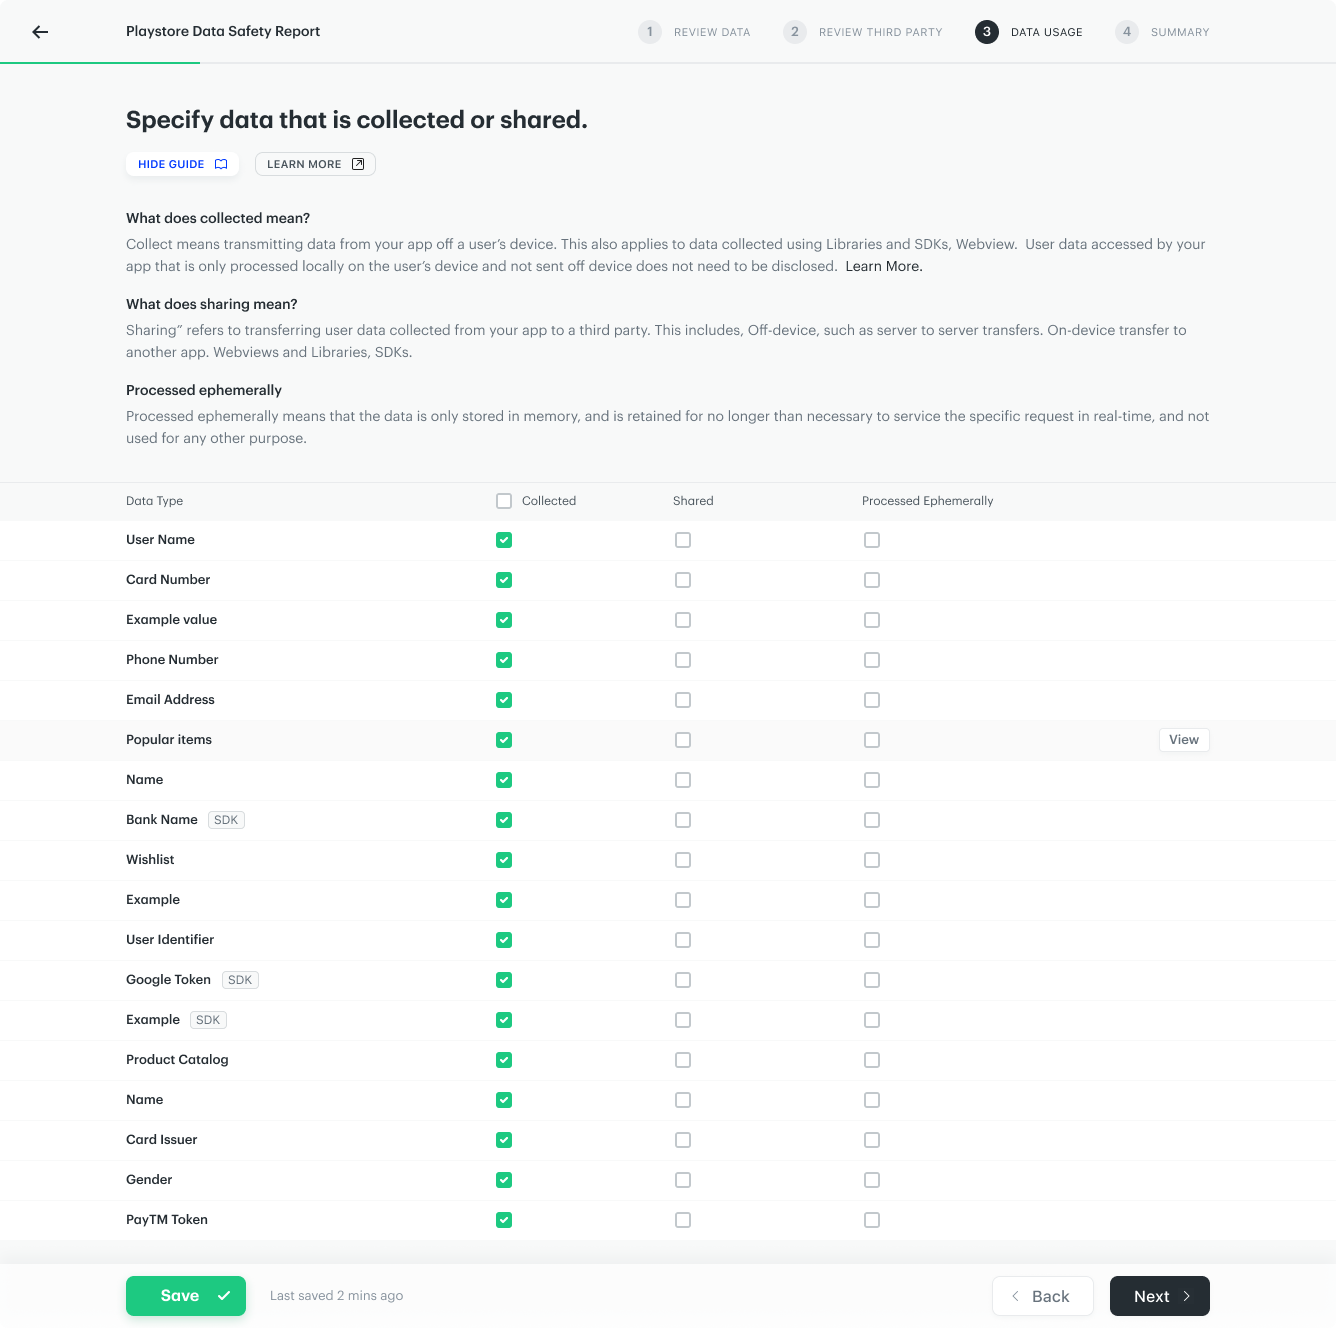 Playstore Data Safety Report
1 REVIEW DATA 2 REVIEW THIRD PARTY 3 DATA USAGE 4 SUMMARY
Specify data that is collected or shared.
HIDE GUIDE LEARN MORE
What does collected mean?
Collect means transmitting data from your app off a user’s device. This also applies to data collected using Libraries and SDKs, Webview. User data accessed by your
app that is only processed locally on the user’s device and not sent off device does not need to be disclosed. Learn More.
What does sharing mean?
Sharing” refers to transferring user data collected from your app to a third party. This includes, Off-device, such as server to server transfers. On-device transfer to
another app. Webviews and Libraries, SDKs.
Processed ephemerally
Processed ephemerally means that the data is only stored in memory, and is retained for no longer than necessary to service the specific request in real-time, and not
used for any other purpose.
Data Type Collected Shared Processed Ephemerally
User Name
Card Number
Example value
Phone Number
Email Address
Popular items View
Name
Bank Name SDK
Wishlist
Example
User Identifier
Google Token SDK
Example SDK
Product Catalog
Name
Card Issuer
Gender
PayTM Token
Save Last saved 2 mins ago Back Next